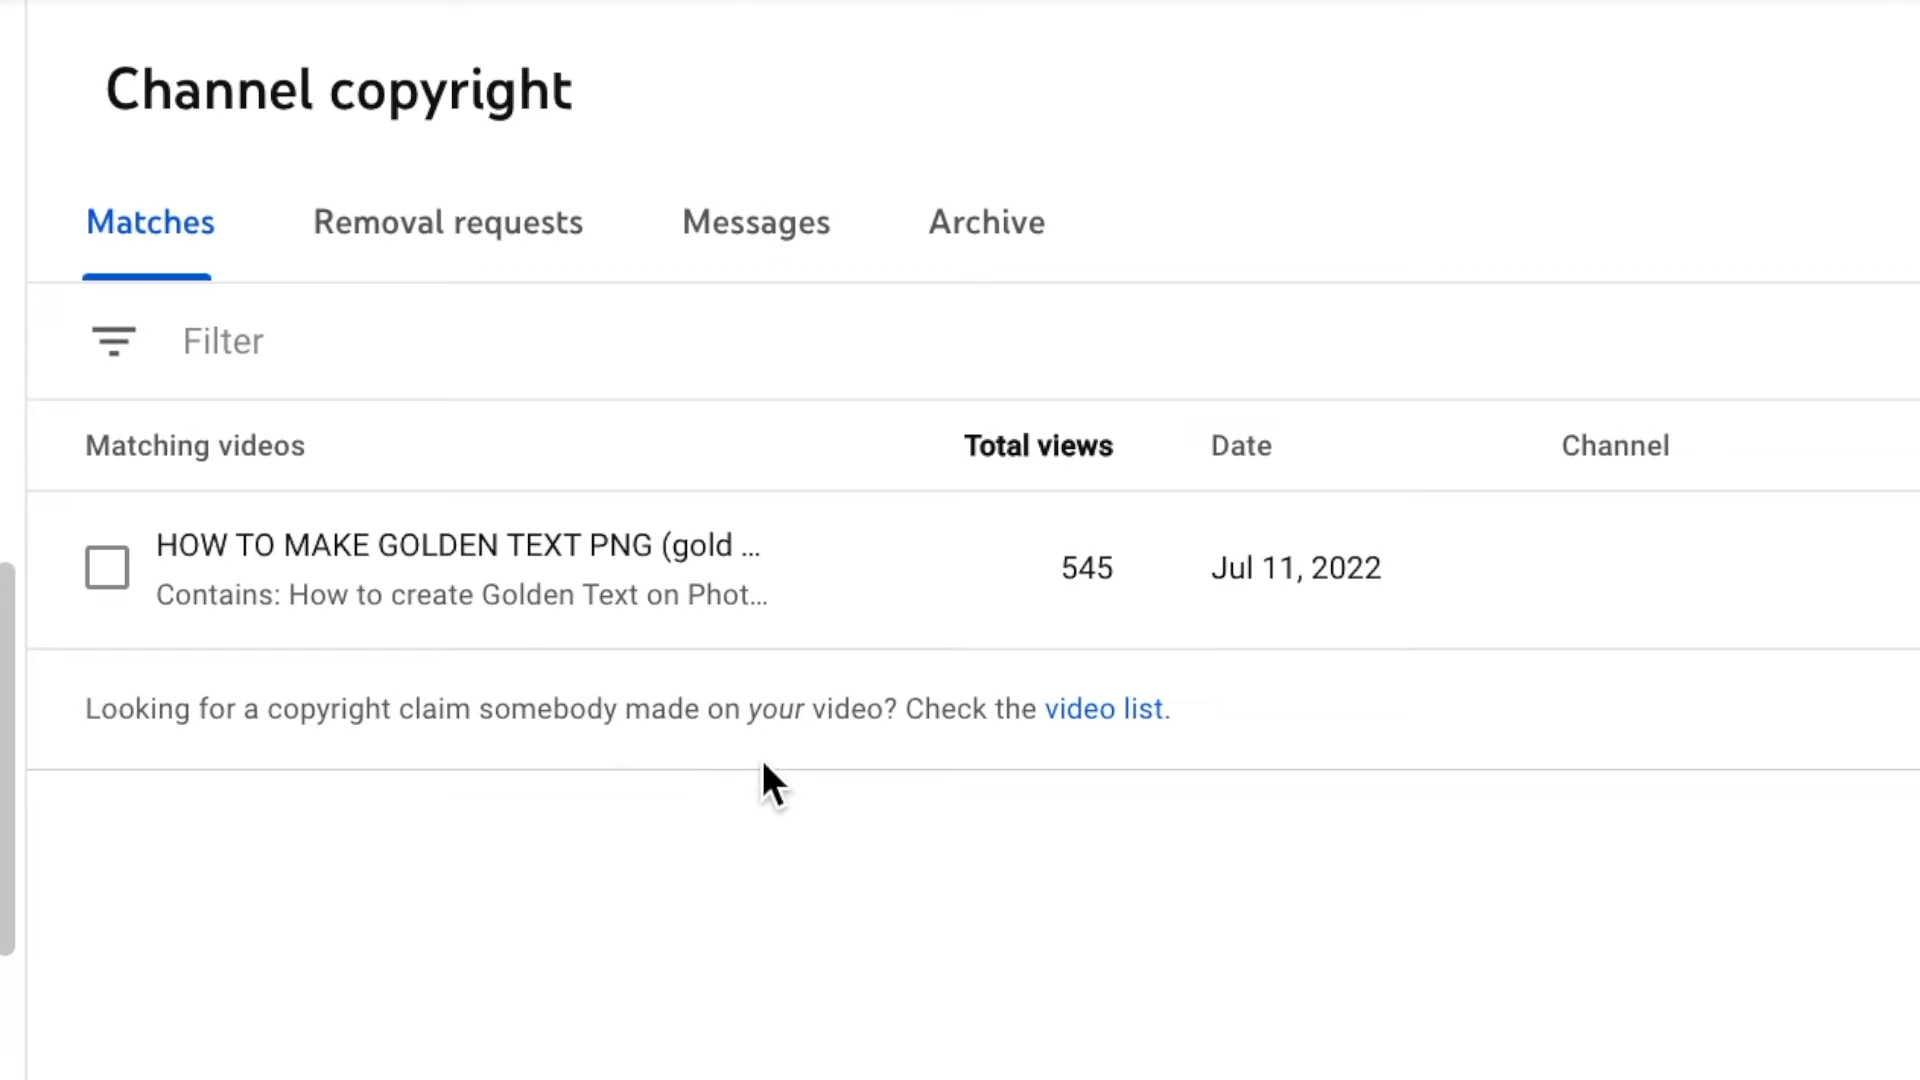 Channel copyright
Matches Removal requests Messages Archive
Filter
Matching videos Total views Date Channel
HOW TO MAKE GOLDEN TEXT PNG (gold ...
Contains: How to create Golden Text on Phot...
545 Jul 11, 2022
Looking for a copyright claim somebody made on your video? Check the video list.